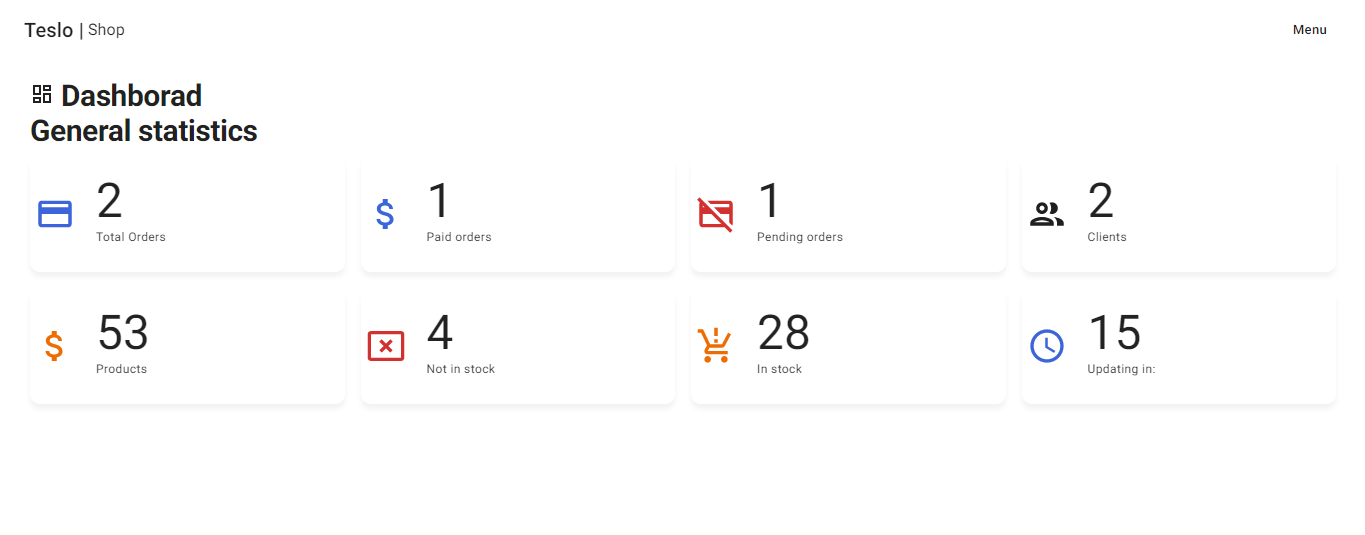 Teslo | Shop
Menu
Dashborad
General statistics
2
Total Orders
1
Paid orders
1
Pending orders
2
Clients
53
Products
4
Not in stock
28
In stock
15
Updating in: